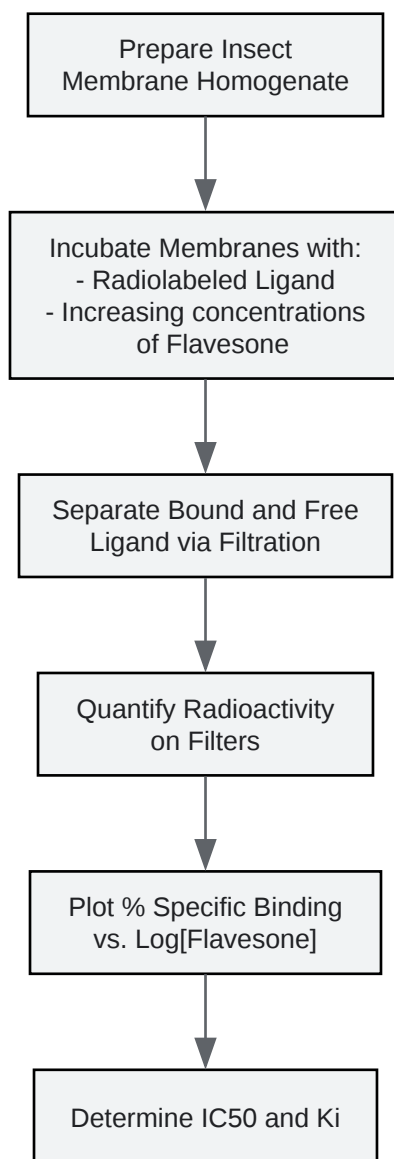 Prepare Insect
Membrane Homogenate
Incubate Membranes with:
- Radiolabeled Ligand
- Increasing concentrations
of Flavesone
Separate Bound and Free
Ligand via Filtration
Quantify Radioactivity
on Filters
Plot % Specific Binding
vs. Log[Flavesone]
Determine IC50 and Ki